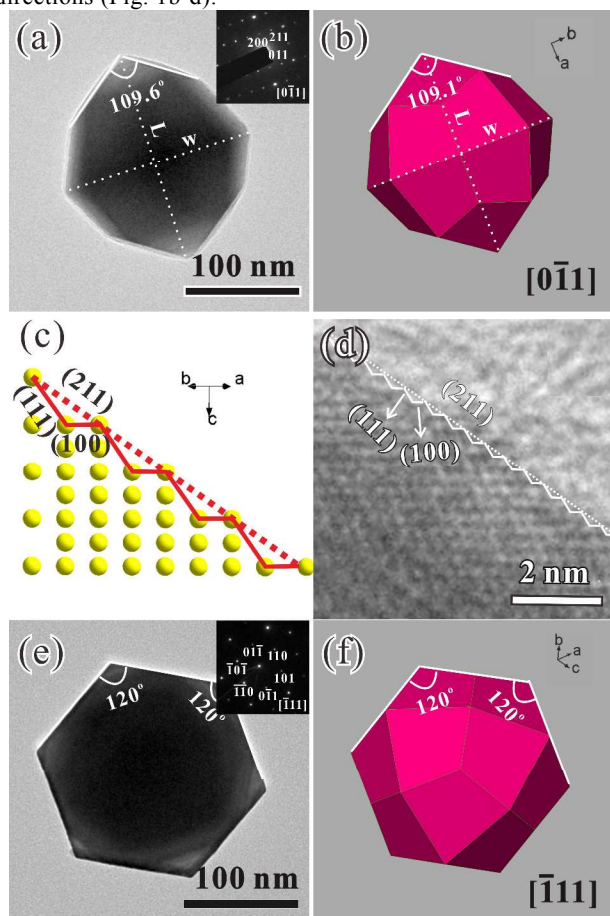 directions (Fig. 1b-d).
(a)
200
211
011
[01̅1]
109.6°
L
w
100 nm
(b)
b
a
109.1°
L
w
[01̅1]
(c)
(211)
(111)
(100)
b
a
c
(d)
(211)
(111)
(100)
2 nm
(e)
01̅1̅
1̅10
1̅01̅
101
1̅1̅0
01̅1
[1̅11]
120°
120°
100 nm
(f)
b
a
c
120°
120°
[1̅11]